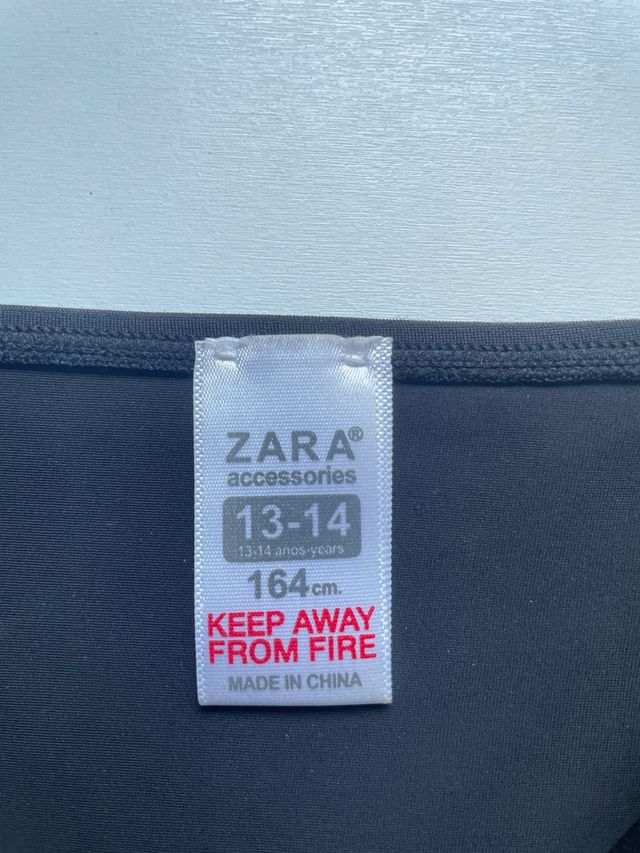 ZARA®
accessories
13-14
13-14 anos-years
164cm.
KEEP AWAY
FROM FIRE
MADE IN CHINA